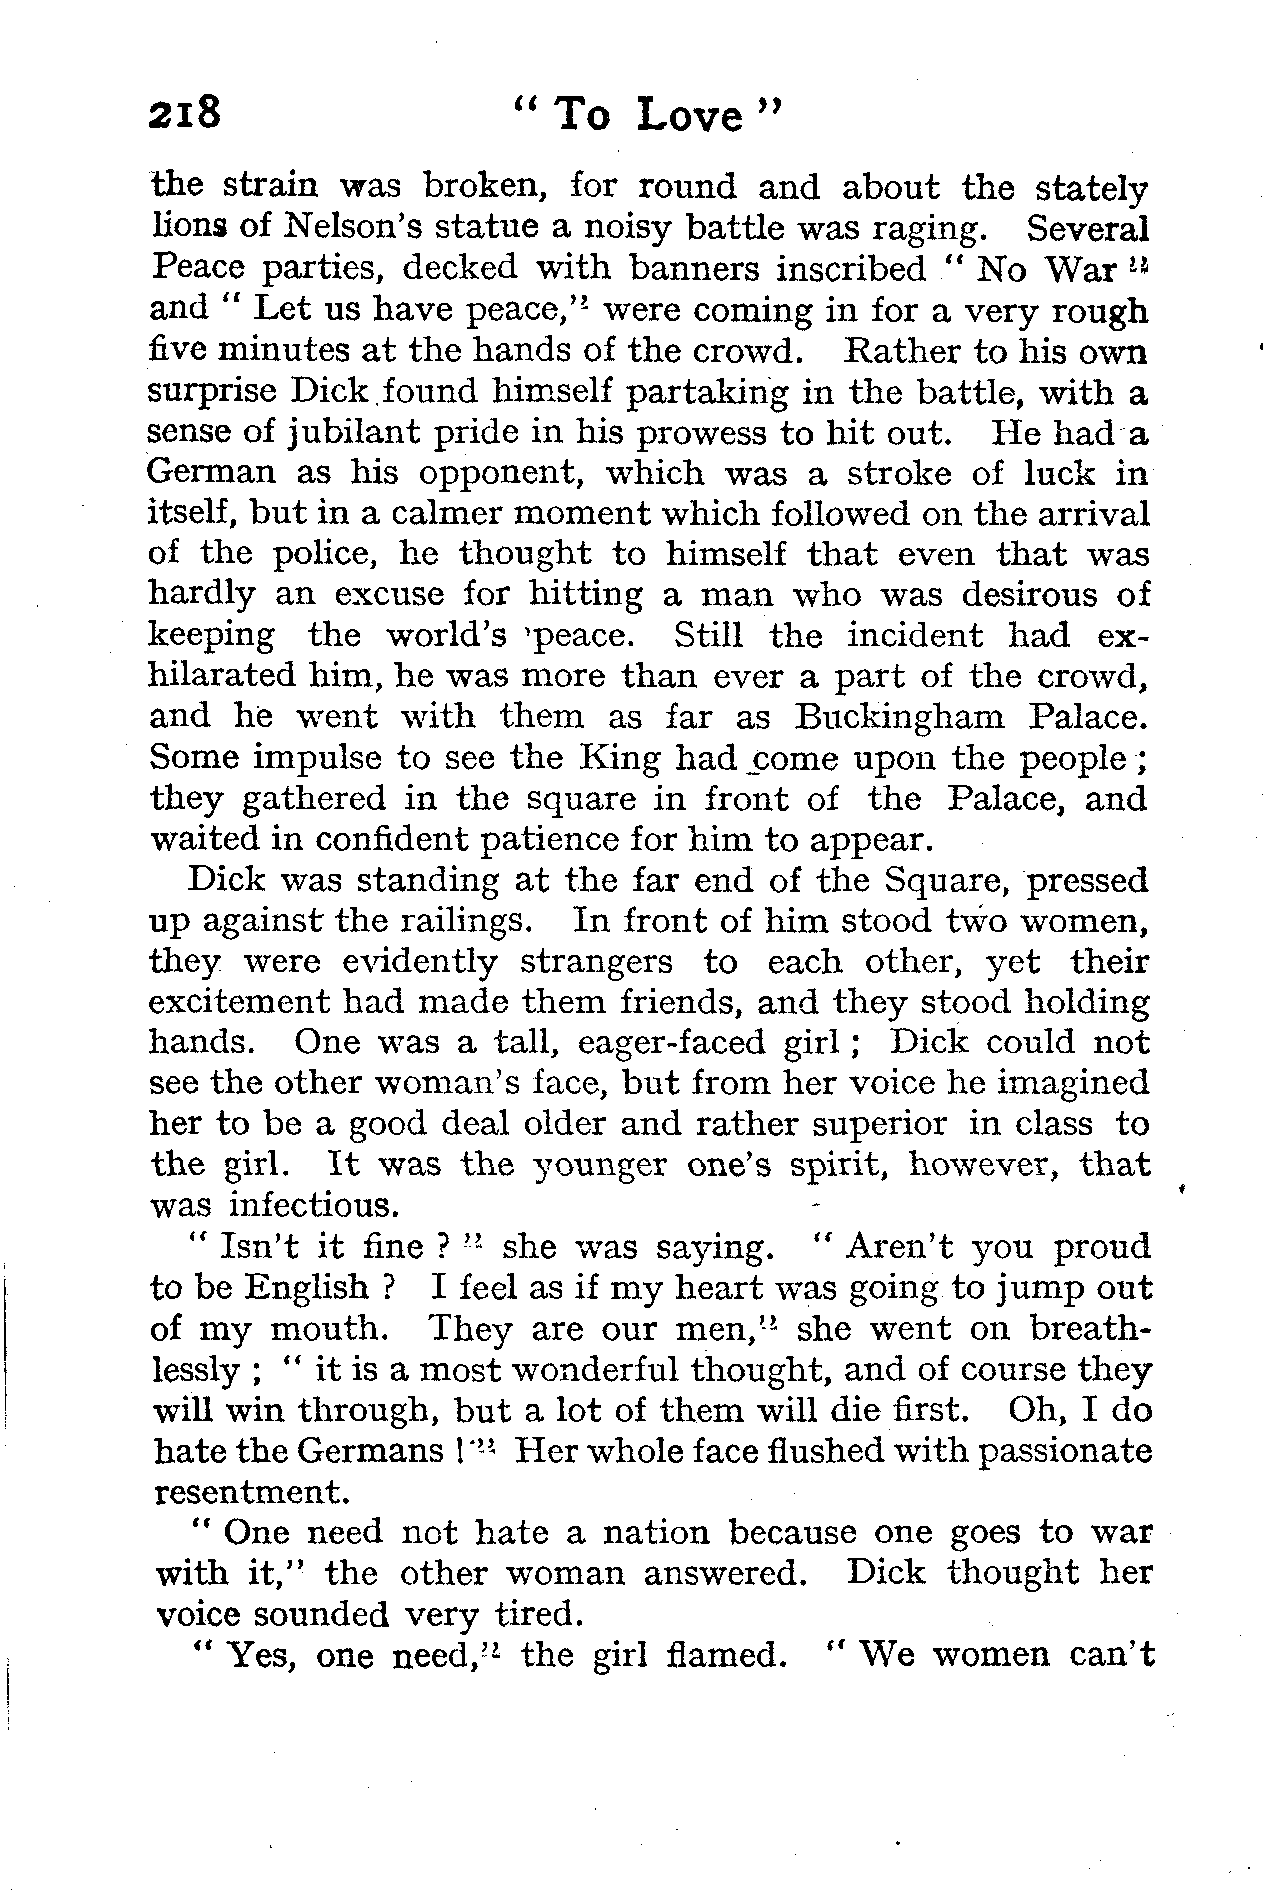 218 " To Love "
the strain was broken, for round and about the stately
lions of Nelson's statue a noisy battle was raging. Several
Peace parties, decked with banners inscribed " No War "
and " Let us have peace," were coming in for a very rough
five minutes at the hands of the crowd. Rather to his own
surprise Dick found himself partaking in the battle, with a
sense of jubilant pride in his prowess to hit out. He had a
German as his opponent, which was a stroke of luck in
itself, but in a calmer moment which followed on the arrival
of the police, he thought to himself that even that was
hardly an excuse for hitting a man who was desirous of
keeping the world's peace. Still the incident had ex-
hilarated him, he was more than ever a part of the crowd,
and he went with them as far as Buckingham Palace.
Some impulse to see the King had come upon the people ;
they gathered in the square in front of the Palace, and
waited in confident patience for him to appear.
Dick was standing at the far end of the Square, pressed
up against the railings. In front of him stood two women,
they were evidently strangers to each other, yet their
excitement had made them friends, and they stood holding
hands. One was a tall, eager-faced girl ; Dick could not
see the other woman's face, but from her voice he imagined
her to be a good deal older and rather superior in class to
the girl. It was the younger one's spirit, however, that
was infectious.
" Isn't it fine ? " she was saying. " Aren't you proud
to be English ? I feel as if my heart was going to jump out
of my mouth. They are our men," she went on breath-
lessly ; " it is a most wonderful thought, and of course they
will win through, but a lot of them will die first. Oh, I do
hate the Germans ! " Her whole face flushed with passionate
resentment.
" One need not hate a nation because one goes to war
with it," the other woman answered. Dick thought her
voice sounded very tired.
" Yes, one need," the girl flamed. " We women can't